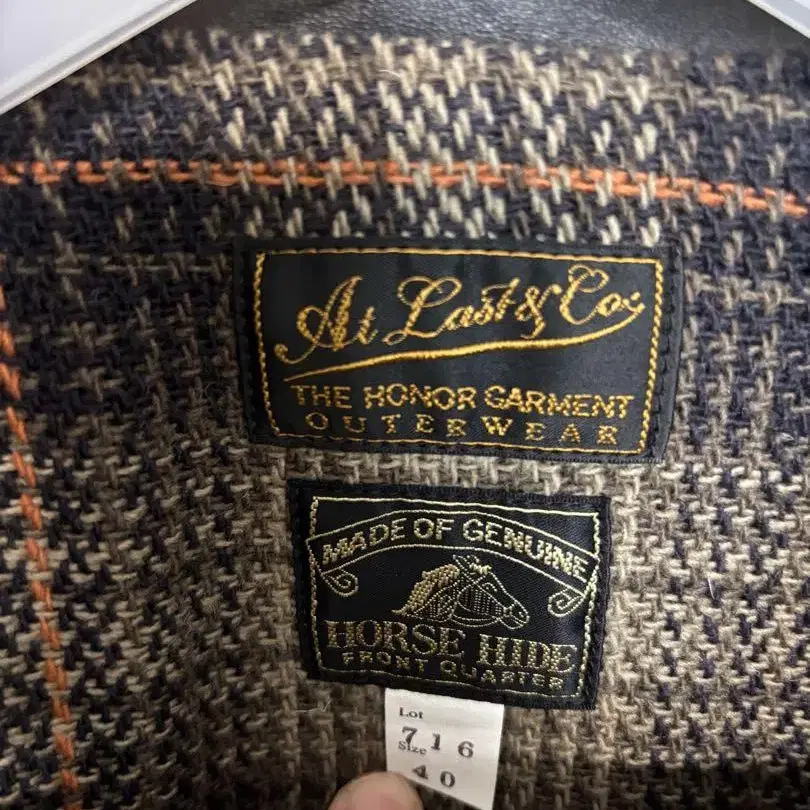 At Last & Co.
THE HONOR GARMENT
OUTERWEAR
MADE OF GENUINE
HORSE HIDE
FRONT QUARTER
Lot
716
Size
40